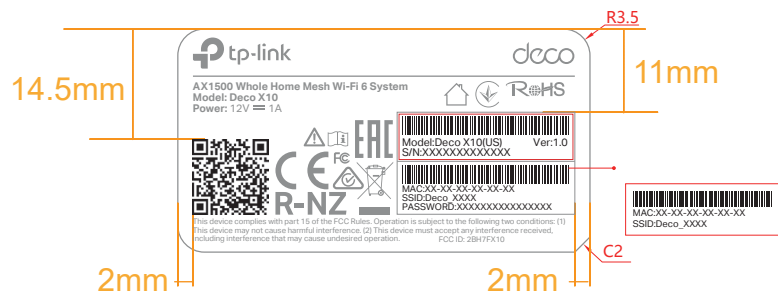 R3.5
tp-link
deco
14.5mm
11mm
AX1500 Whole Home Mesh Wi-Fi 6 System
Model: Deco X10
Power: 12V ⎓ 1A
RoHS
EAC
Model:Deco X10(US) Ver:1.0
S/N:XXXXXXXXXXXXX
FC
CE
R-NZ
MAC:XX-XX-XX-XX-XX-XX
SSID:Deco_XXXX
PASSWORD:XXXXXXXXXXXXXXXX
MAC:XX-XX-XX-XX-XX-XX
SSID:Deco_XXXX
This device complies with part 15 of the FCC Rules. Operation is subject to the following two conditions: (1)
This device may not cause harmful interference. (2) This device must accept any interference received,
including interference that may cause undesired operation. FCC ID: 2BH7FX10
C2
2mm
2mm